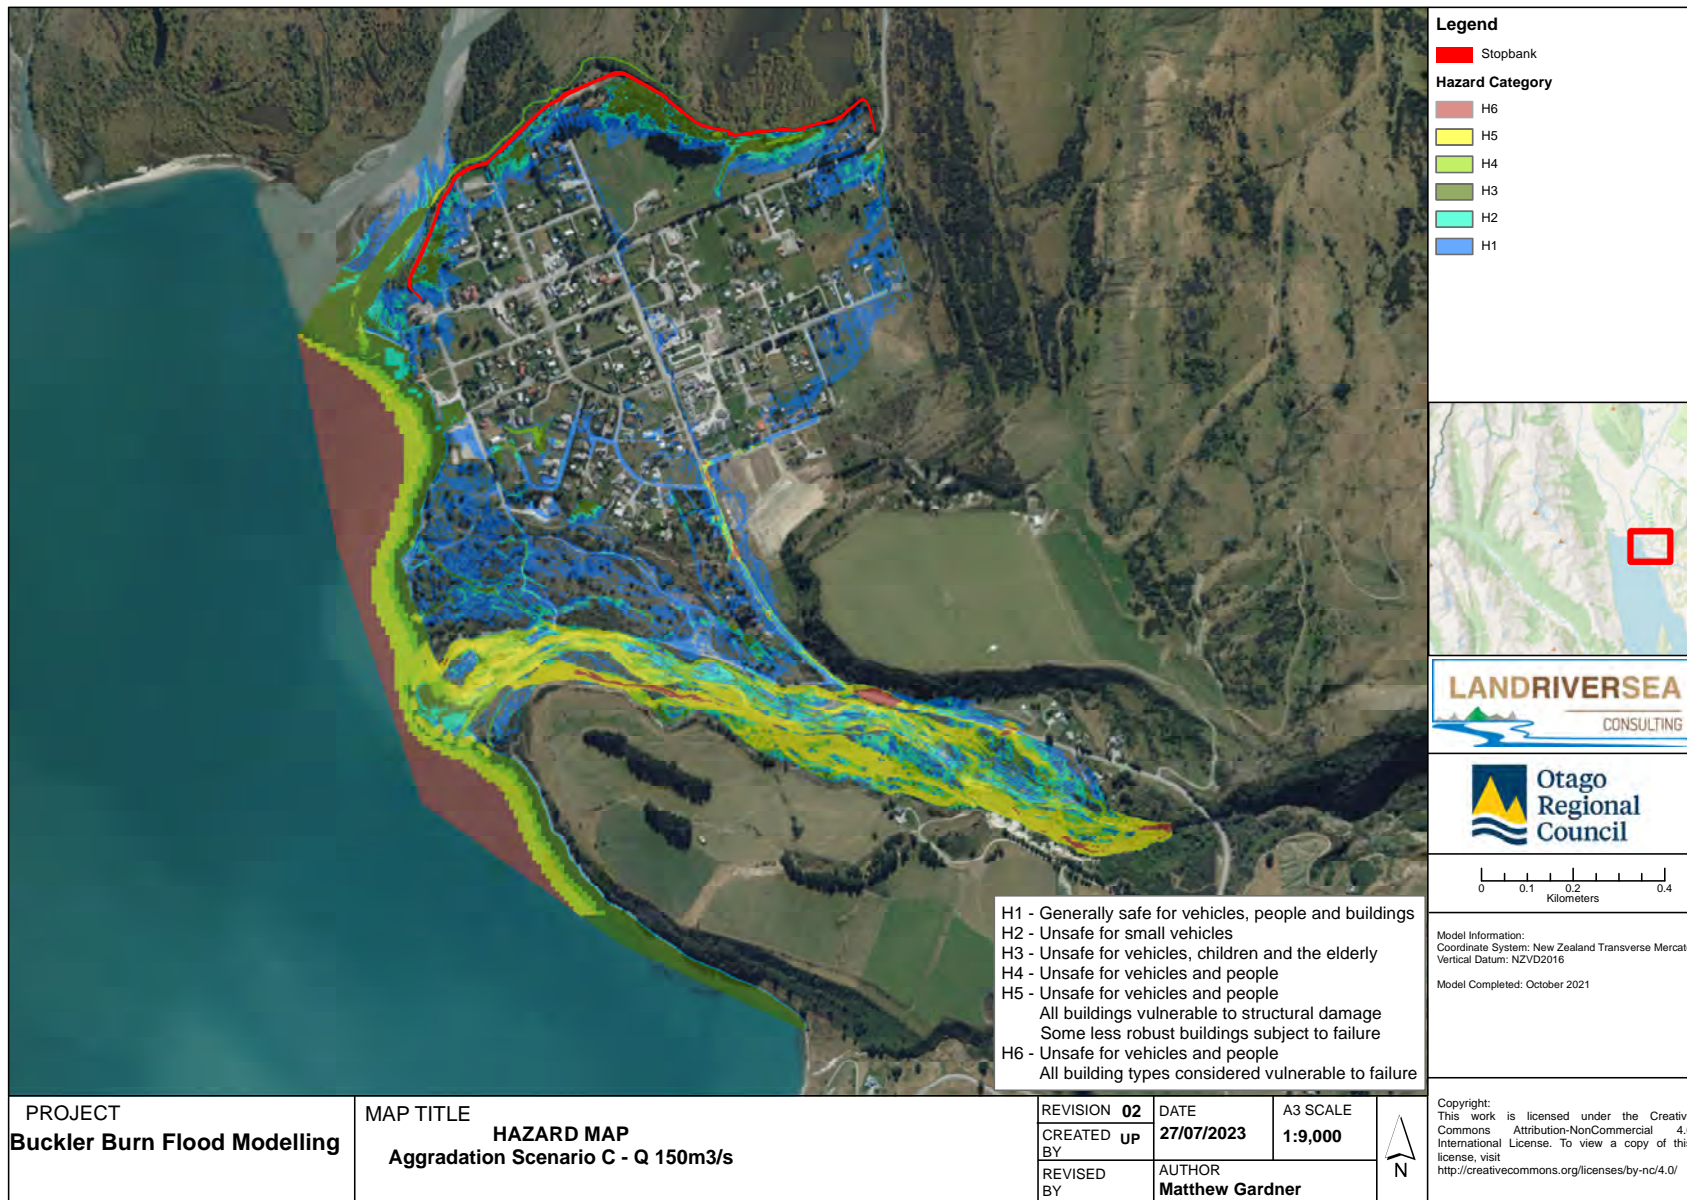 Legend
Stopbank
Hazard Category
H6
H5
H4
H3
H2
H1
LANDRIVERSEA
CONSULTING
Otago
Regional
Council
0 0.1 0.2 0.4
Kilometers
Model Information:
Coordinate System: New Zealand Transverse Mercat
Vertical Datum: NZVD2016
Model Completed: October 2021
H1 - Generally safe for vehicles, people and buildings
H2 - Unsafe for small vehicles
H3 - Unsafe for vehicles, children and the elderly
H4 - Unsafe for vehicles and people
H5 - Unsafe for vehicles and people
All buildings vulnerable to structural damage
Some less robust buildings subject to failure
H6 - Unsafe for vehicles and people
All building types considered vulnerable to failure
PROJECT
Buckler Burn Flood Modelling
MAP TITLE
HAZARD MAP
Aggradation Scenario C - Q 150m3/s
REVISION 02
CREATED BY UP
REVISED BY
DATE
27/07/2023
A3 SCALE
1:9,000
AUTHOR
Matthew Gardner
N
Copyright:
This work is licensed under the Creativ
Commons Attribution-NonCommercial 4.
International License. To view a copy of this
license, visit
http://creativecommons.org/licenses/by-nc/4.0/